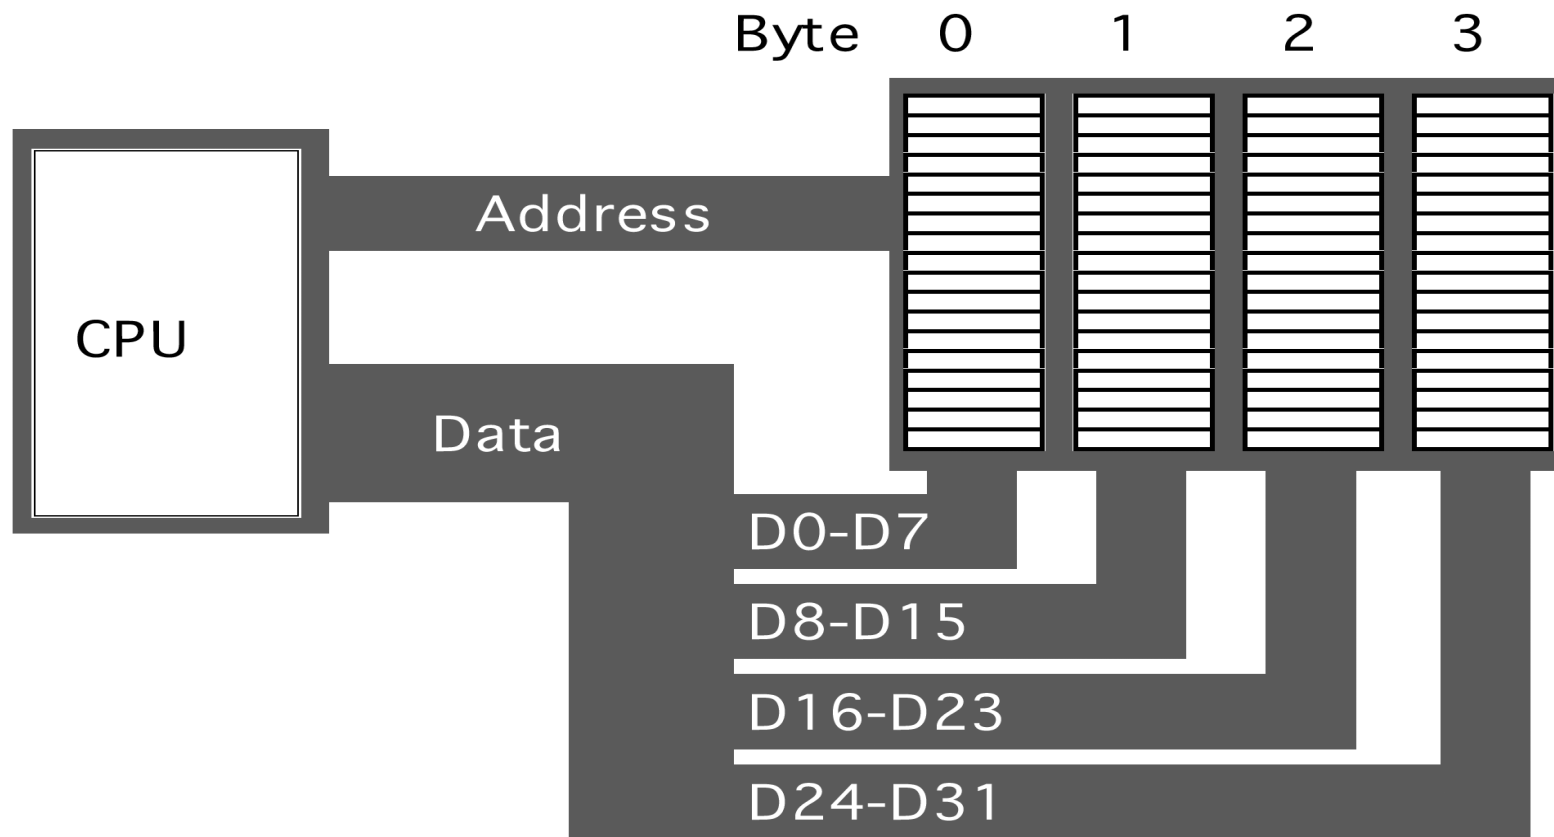 Byte 0 1 2 3
Address
CPU
Data
D0-D7
D8-D15
D16-D23
D24-D31